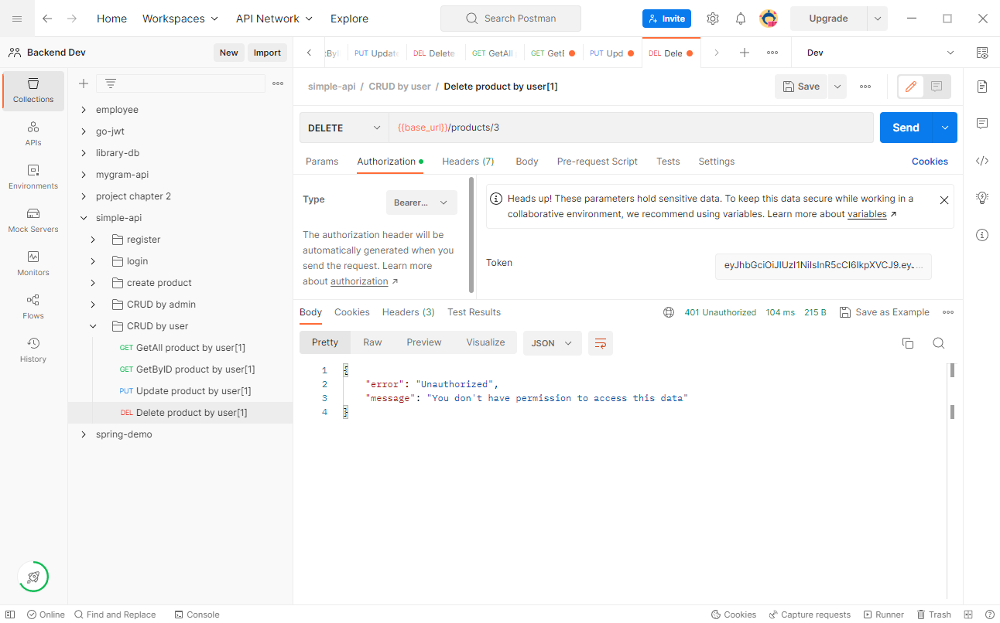 Home Workspaces API Network Explore Search Postman Invite Upgrade
Backend Dev New Import PUT Update DEL Delete GET GetAll GET GetE PUT Upd DEL Dele Dev
Collections
APIs
Environments
Mock Servers
Monitors
Flows
History
employee
go-jwt
library-db
mygram-api
project chapter 2
simple-api
register
login
create product
CRUD by admin
CRUD by user
GET GetAll product by user[1]
GET GetByID product by user[1]
PUT Update product by user[1]
DEL Delete product by user[1]
spring-demo
simple-api / CRUD by user / Delete product by user[1] Save
DELETE {{base_url}}/products/3 Send
Params Authorization Headers (7) Body Pre-request Script Tests Settings Cookies
Type Bearer...
The authorization header will be
automatically generated when you
send the request. Learn more
about authorization ↗
Heads up! These parameters hold sensitive data. To keep this data secure while working in a
collaborative environment, we recommend using variables. Learn more about variables ↗
Token eyJhbGciOiJIUzI1NiIsInR5cCI6IkpXVCJ9.ey...
Body Cookies Headers (3) Test Results 401 Unauthorized 104 ms 215 B Save as Example
Pretty Raw Preview Visualize JSON
1 {
2 "error": "Unauthorized",
3 "message": "You don't have permission to access this data"
4 }
Online Find and Replace Console Cookies Capture requests Runner Trash